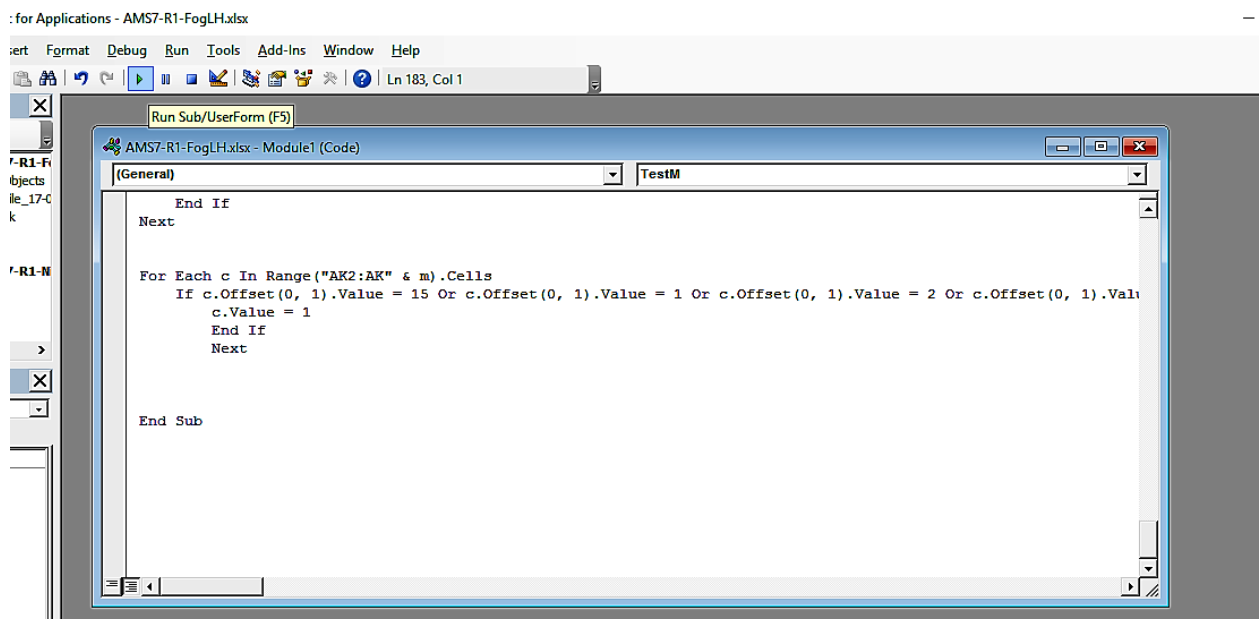 : for Applications - AMS7-R1-FogLH.xlsx
sert Format Debug Run Tools Add-Ins Window Help
Ln 183, Col 1
Run Sub/UserForm (F5)
AMS7-R1-FogLH.xlsx - Module1 (Code)
(General) TestM
7-R1-Fo
bjects
ile_17-0
k
7-R1-Ni
End If
Next
For Each c In Range("AK2:AK" & m).Cells
If c.Offset(0, 1).Value = 15 Or c.Offset(0, 1).Value = 1 Or c.Offset(0, 1).Value = 2 Or c.Offset(0, 1).Valu
c.Value = 1
End If
Next
End Sub